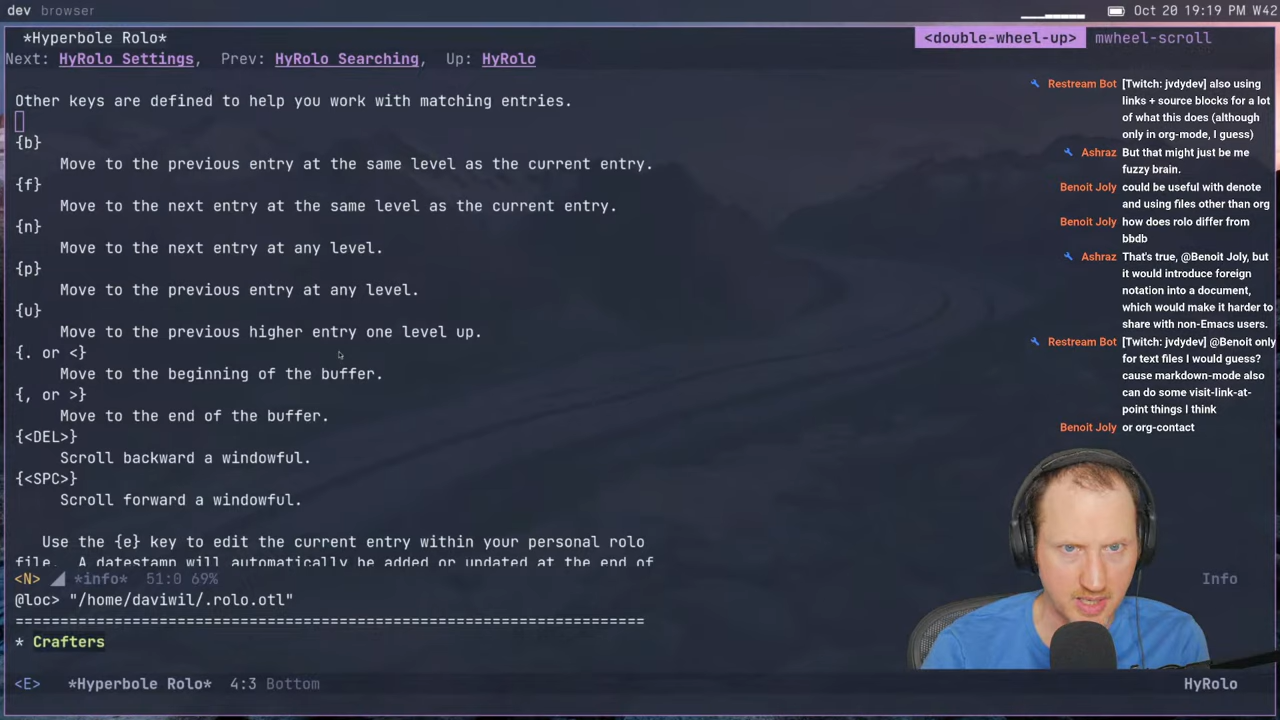 dev browser
Oct 20 19:19 PM W42
*Hyperbole Rolo*
<double-wheel-up> mwheel-scroll
Next: HyRolo Settings, Prev: HyRolo Searching, Up: HyRolo
Other keys are defined to help you work with matching entries.
{b}
Move to the previous entry at the same level as the current entry.
{f}
Move to the next entry at the same level as the current entry.
{n}
Move to the next entry at any level.
{p}
Move to the previous entry at any level.
{u}
Move to the previous higher entry one level up.
{. or <}
Move to the beginning of the buffer.
{, or >}
Move to the end of the buffer.
{<DEL>}
Scroll backward a windowful.
{<SPC>}
Scroll forward a windowful.
Use the {e} key to edit the current entry within your personal rolo
file. A datestamp will automatically be added or updated at the end of
<N> *info* 51:0 69% Info
@loc> "/home/daviwil/.rolo.otl"
======================================================================
* Crafters
<E> *Hyperbole Rolo* 4:3 Bottom HyRolo
Restream Bot [Twitch: jvdydev] also using
links + source blocks for a lot
of what this does (although
only in org-mode, I guess)
Ashraz But that might just be me
fuzzy brain.
Benoit Joly could be useful with denote
and using files other than org
Benoit Joly how does rolo differ from
bbdb
Ashraz That's true, @Benoit Joly, but
it would introduce foreign
notation into a document,
which would make it harder to
share with non-Emacs users.
Restream Bot [Twitch: jvdydev] @Benoit only
for text files I would guess?
cause markdown-mode also
can do some visit-link-at-
point things I think
Benoit Joly or org-contact